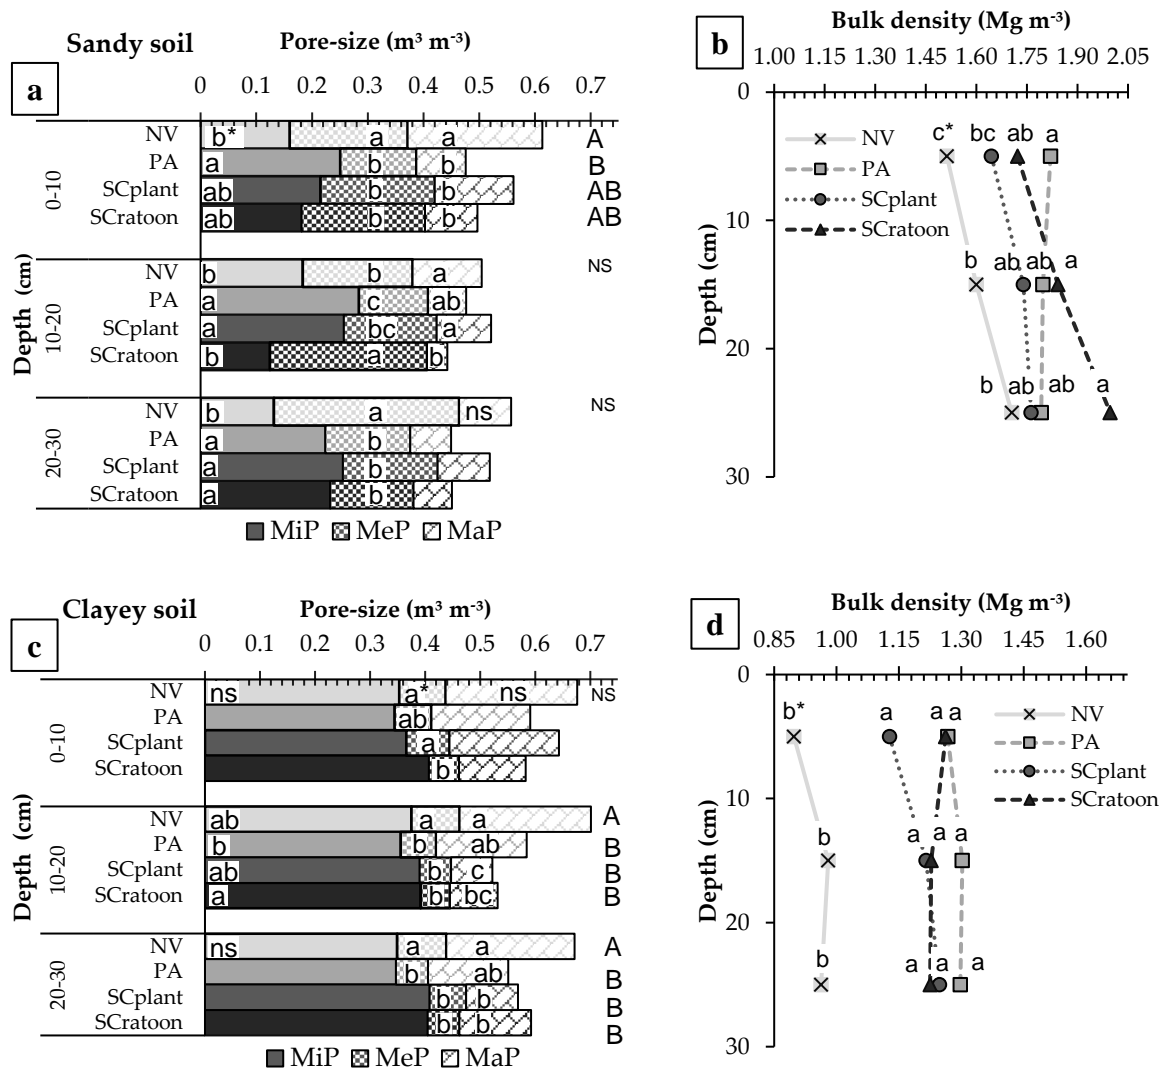 Sandy soil
Pore-size (m³ m⁻³)
a
0 0.1 0.2 0.3 0.4 0.5 0.6 0.7
Depth (cm)
0-10
NV b* a a A
PA a b b B
SCplant ab b b AB
SCratoon ab b b AB
10-20
NV b b a NS
PA a c ab
SCplant a bc a
SCratoon b a b
20-30
NV b a ns NS
PA a b
SCplant a b
SCratoon a b
MiP MeP MaP
b
Bulk density (Mg m⁻³)
1.00 1.15 1.30 1.45 1.60 1.75 1.90 2.05
Depth (cm)
0
10
20
30
NV
PA
SCplant
SCratoon
c* bc ab a
b ab ab a
b ab ab a
Clayey soil
Pore-size (m³ m⁻³)
c
0 0.1 0.2 0.3 0.4 0.5 0.6 0.7
Depth (cm)
0-10
NV ns a* ns NS
PA ab
SCplant a
SCratoon b
10-20
NV ab a a A
PA b b ab B
SCplant ab b c B
SCratoon a b bc B
20-30
NV ns a a A
PA b ab B
SCplant b b B
SCratoon b b B
MiP MeP MaP
d
Bulk density (Mg m⁻³)
0.85 1.00 1.15 1.30 1.45 1.60
Depth (cm)
0
10
20
30
NV
PA
SCplant
SCratoon
b* a a a
b a a a
b a a a